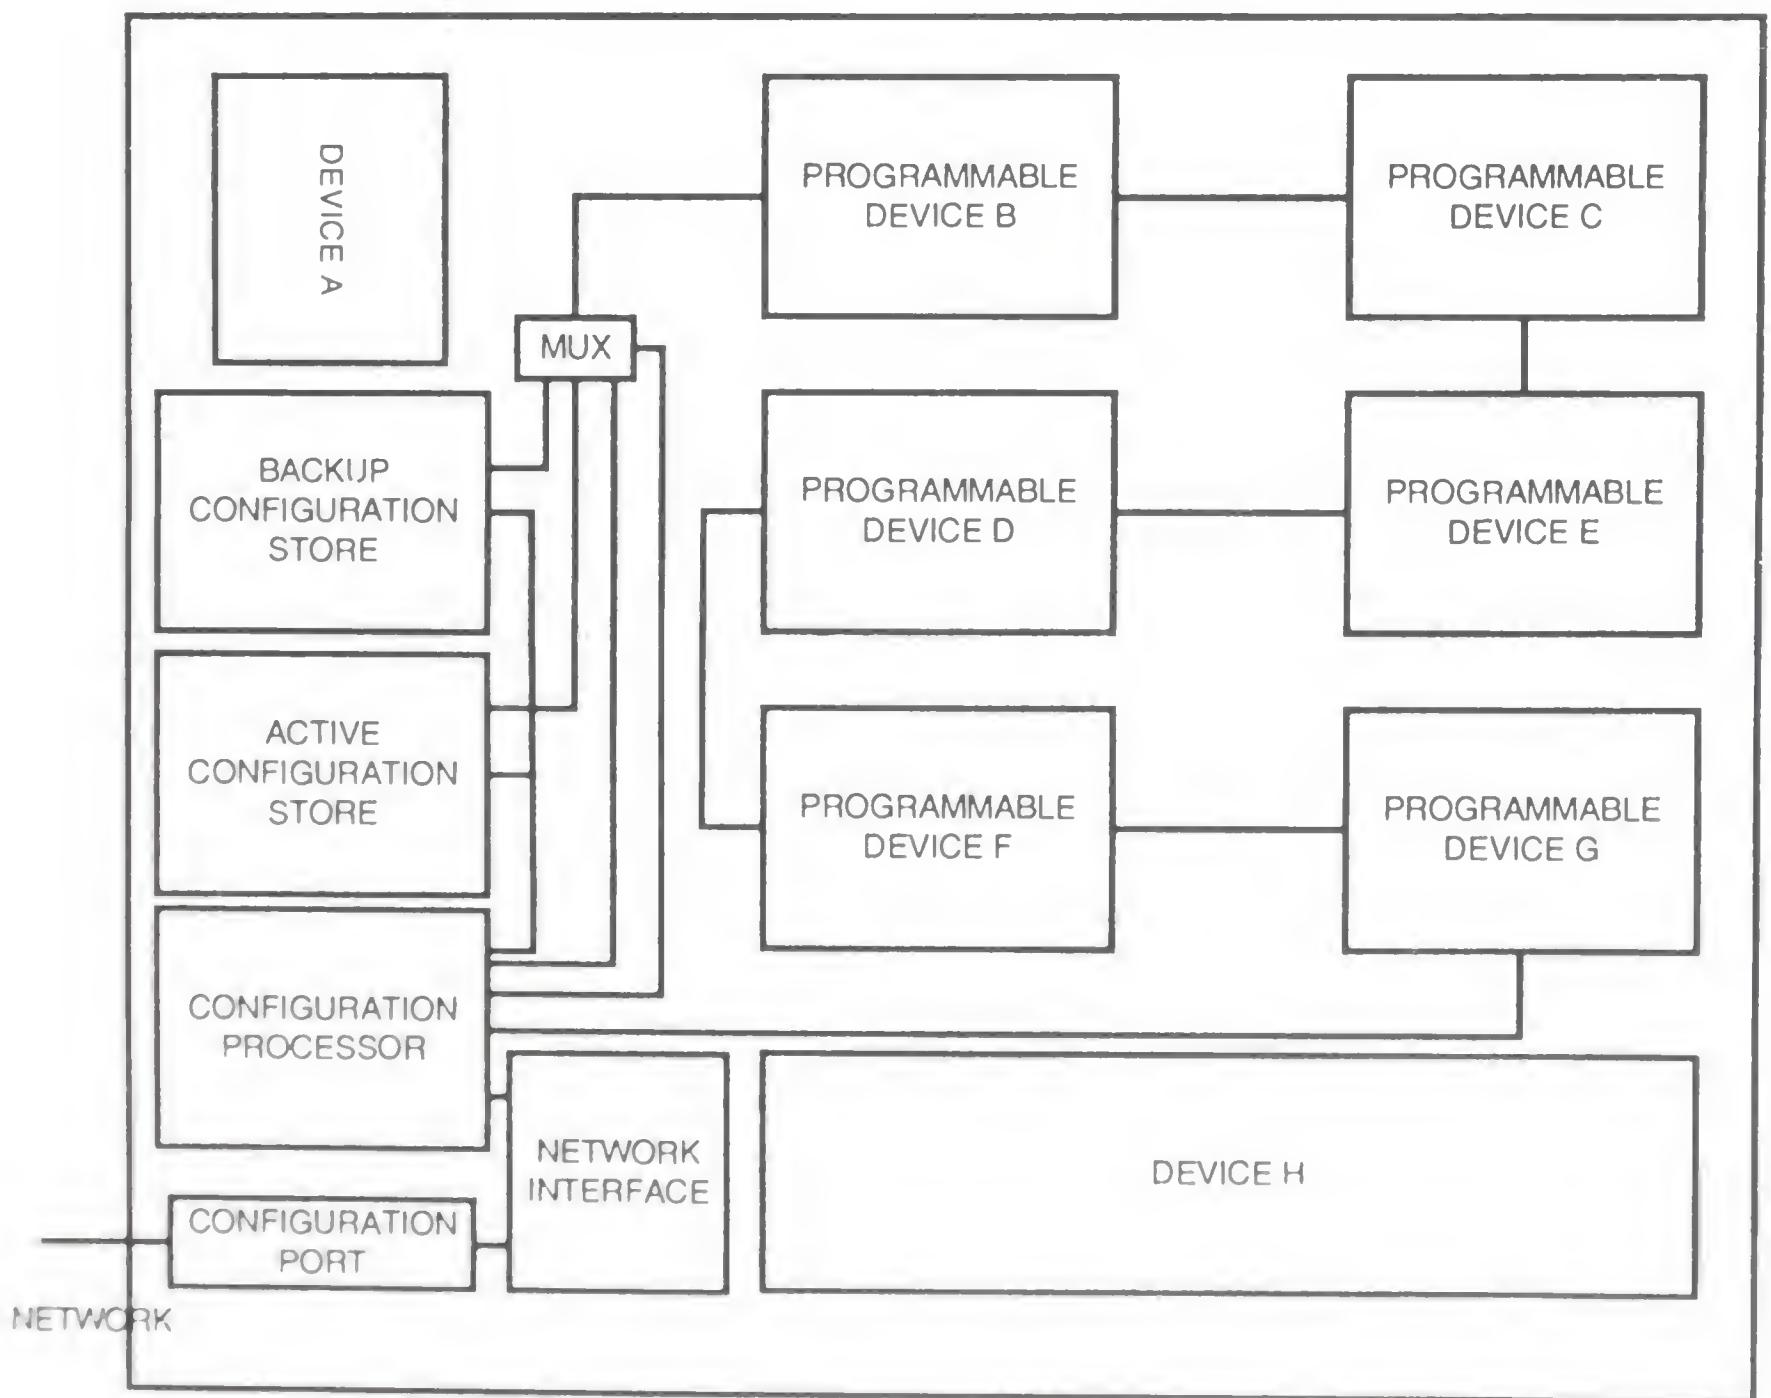 DEVICE A
PROGRAMMABLE
DEVICE B
PROGRAMMABLE
DEVICE C
MUX
BACKUP
CONFIGURATION
STORE
PROGRAMMABLE
DEVICE D
PROGRAMMABLE
DEVICE E
ACTIVE
CONFIGURATION
STORE
PROGRAMMABLE
DEVICE F
PROGRAMMABLE
DEVICE G
CONFIGURATION
PROCESSOR
NETWORK
INTERFACE
DEVICE H
CONFIGURATION
PORT
NETWORK